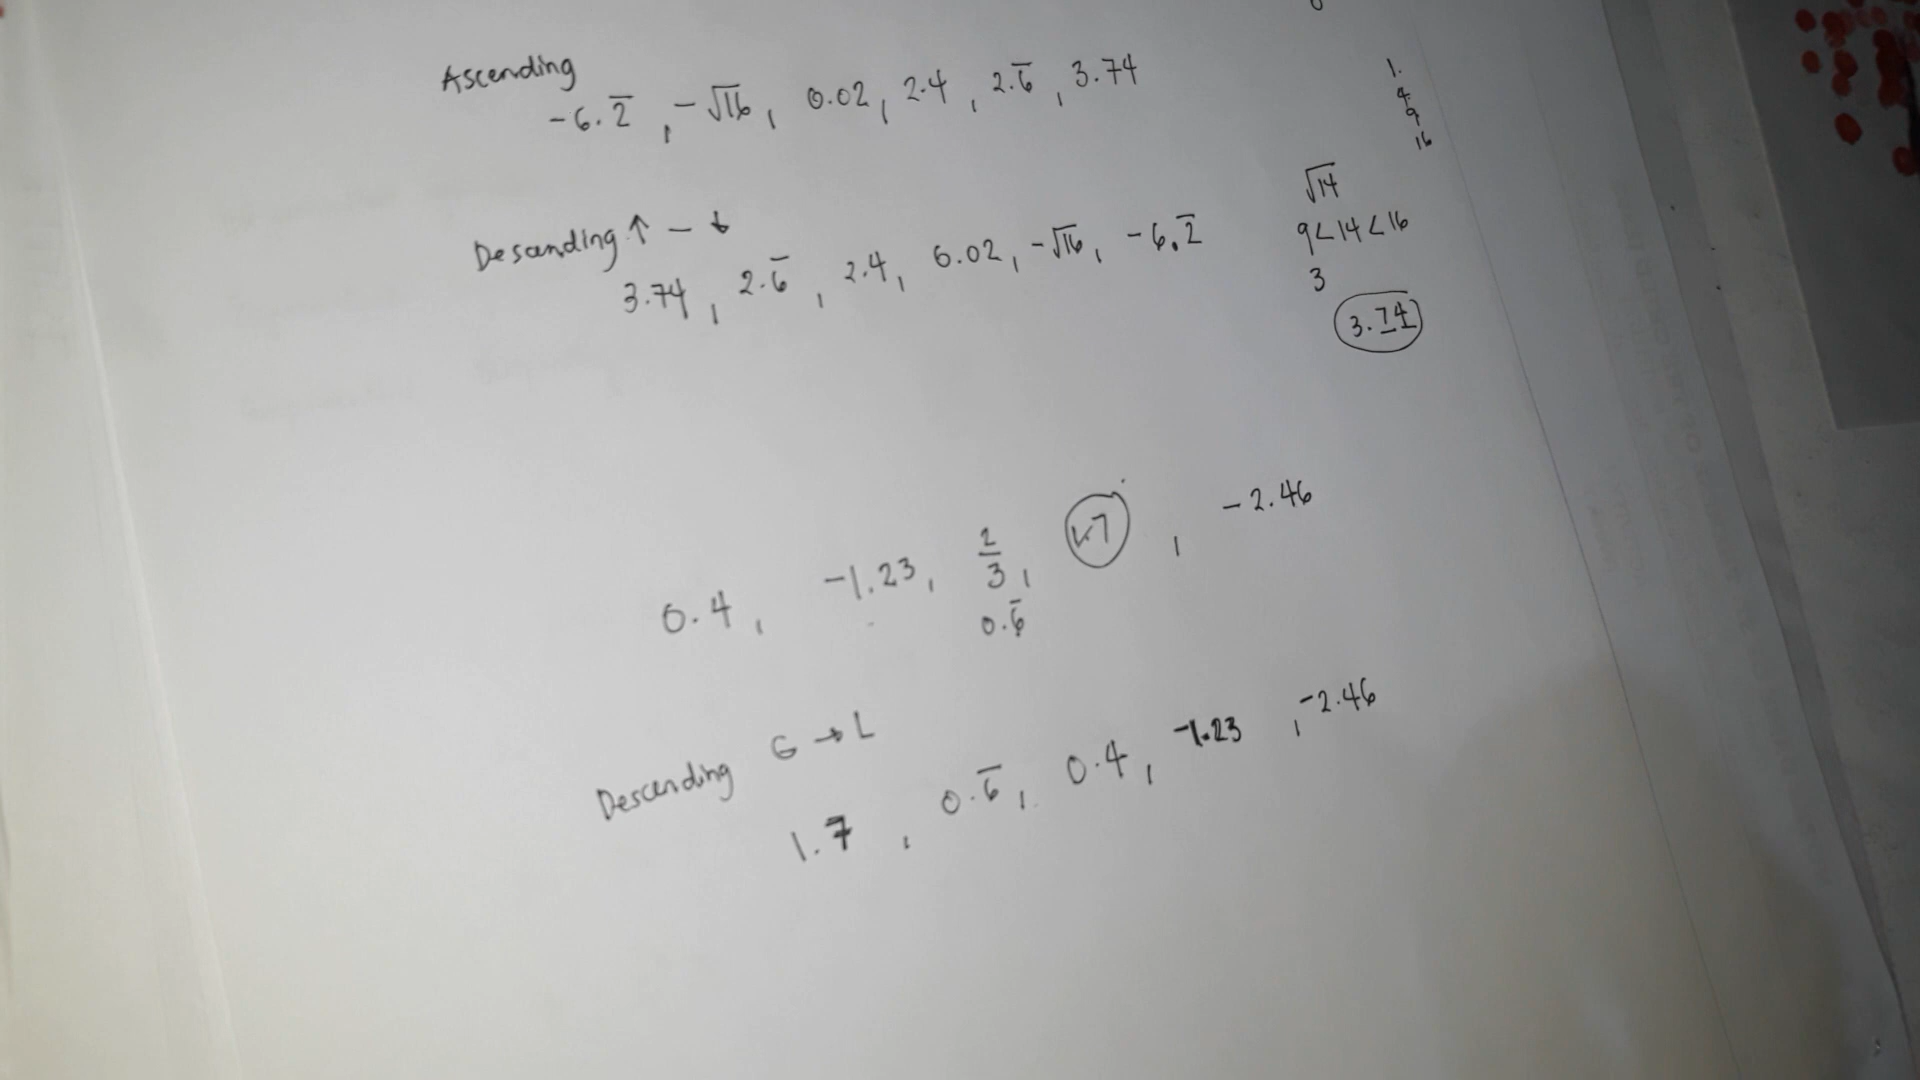 Ascending
-6.2̅ , -√16, 0.02, 2.4, 2.6̅, 3.74
1.
4
9
16
Desanding ↑ - ↓
3.74, 2.6̅, 2.4, 0.02, -√16, -6.2̅
√14
9<14<16
3
3.74
0.4, -1.23, 2/3, 1.7, -2.46
0.6̅
Descending G → L
1.7, 0.6̅, 0.4, -1.23, -2.46